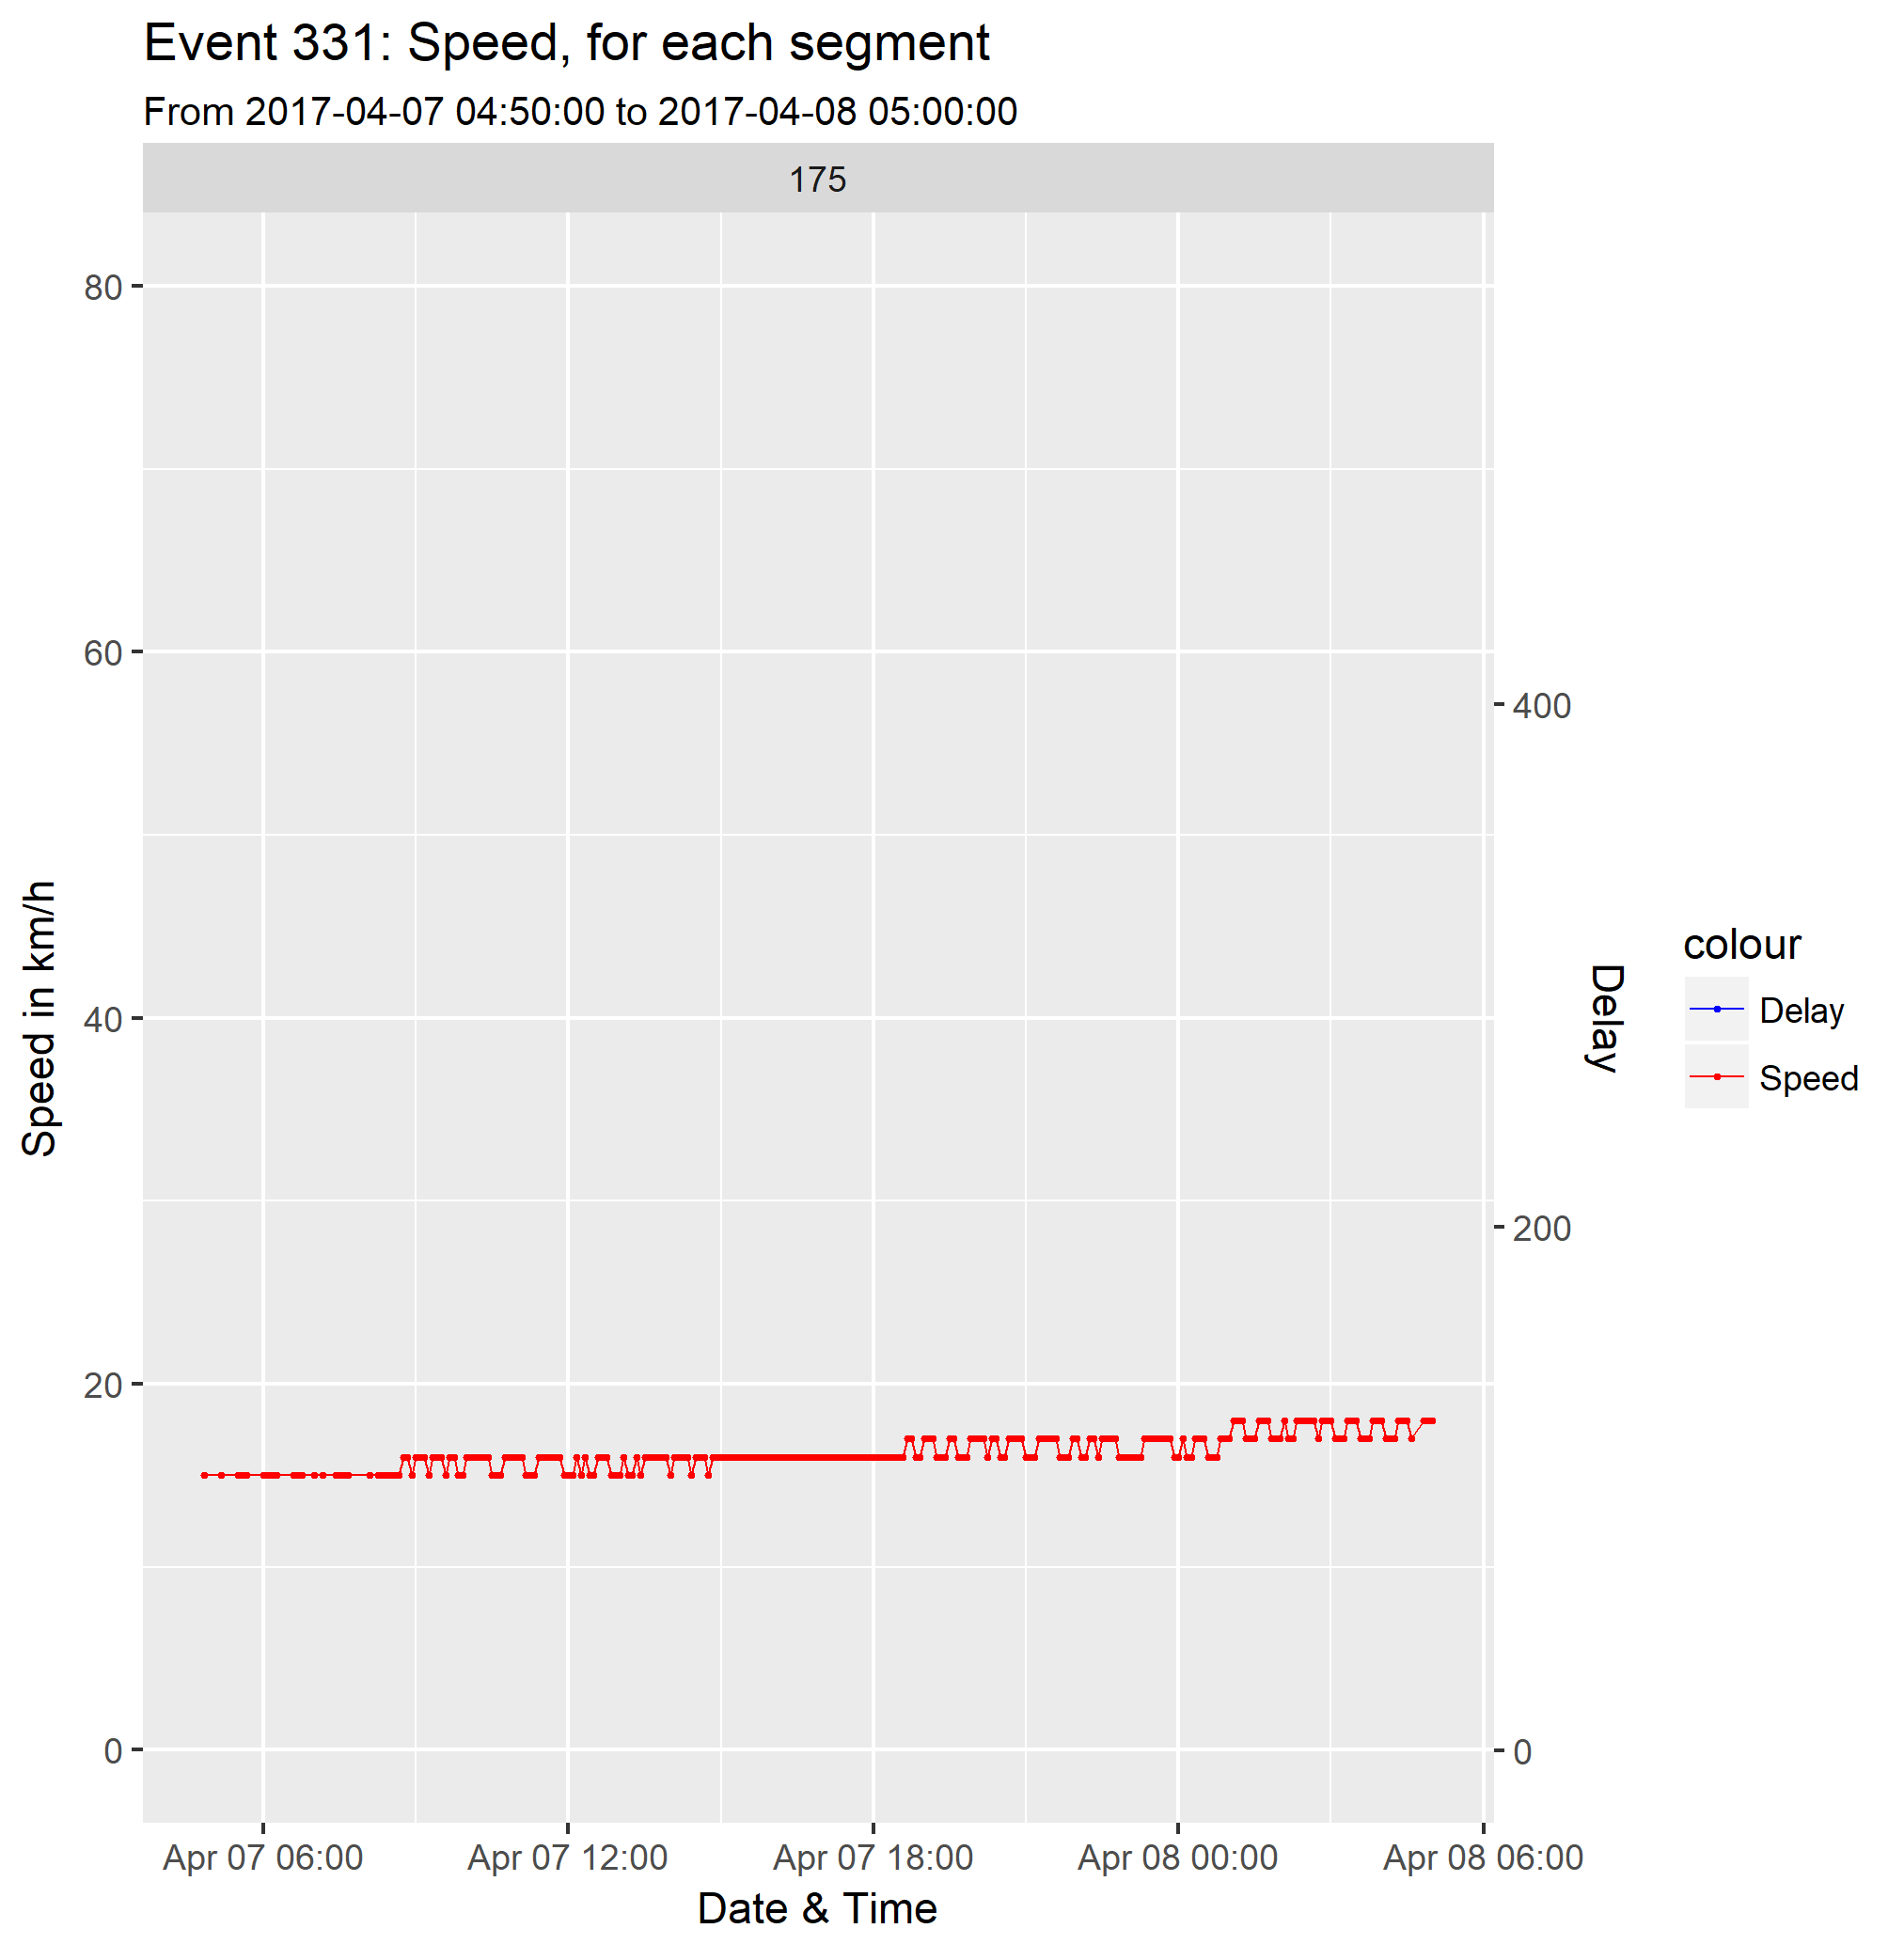 Event 331: Speed, for each segment
From 2017-04-07 04:50:00 to 2017-04-08 05:00:00
175
80
60
40
20
0
Speed in km/h
400
200
0
Delay
colour
Delay
Speed
Apr 07 06:00
Apr 07 12:00
Apr 07 18:00
Apr 08 00:00
Apr 08 06:00
Date & Time